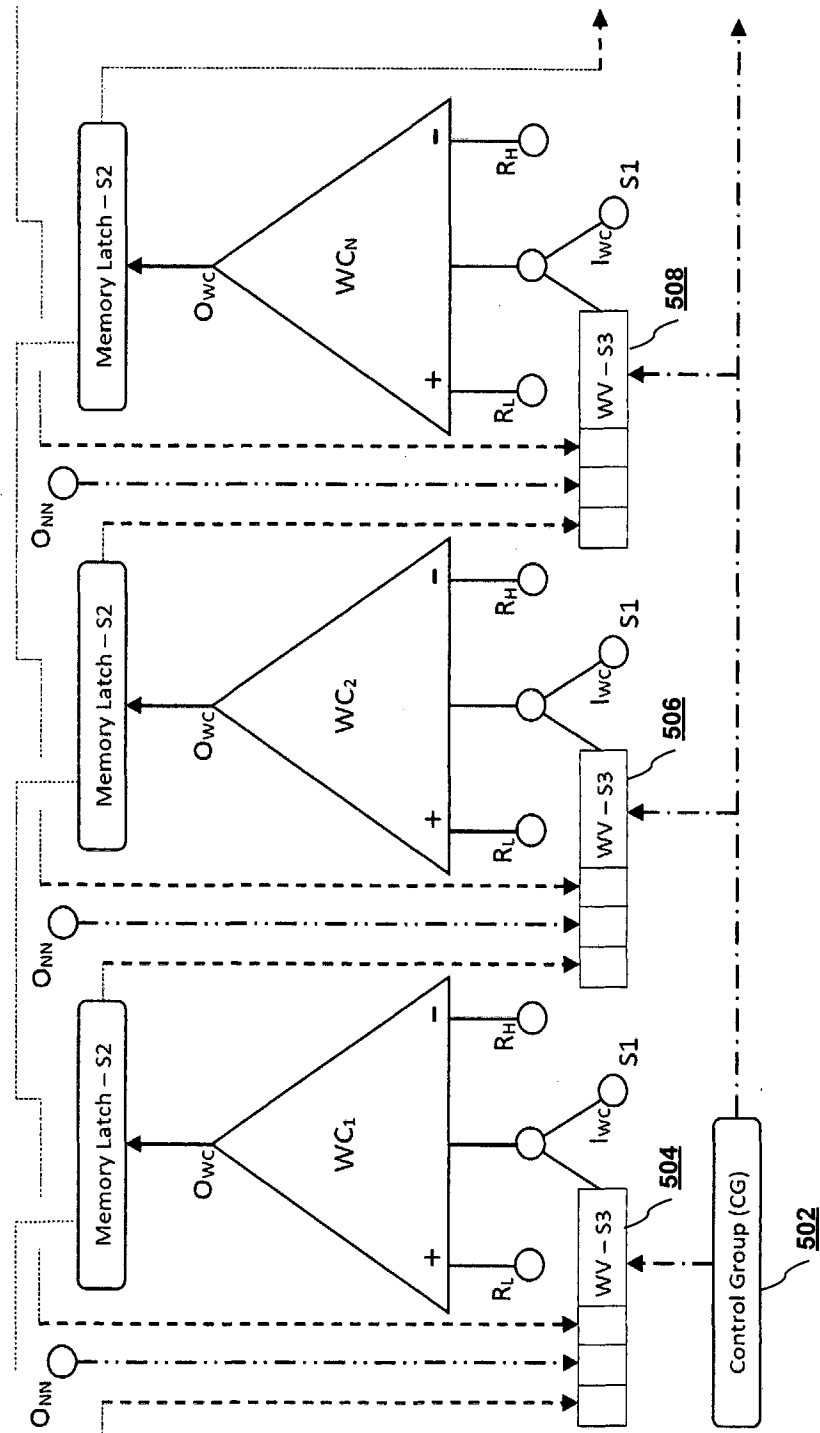 O_NN
O_NN
O_NN
Memory Latch – S2
Memory Latch – S2
Memory Latch – S2
O_WC
O_WC
O_WC
+
WC_1
-
+
WC_2
-
+
WC_N
-
R_L
R_H
R_L
R_H
R_L
R_H
I_WC
S1
I_WC
S1
I_WC
S1
WV – S3
504
WV – S3
506
WV – S3
508
Control Group (CG)
502